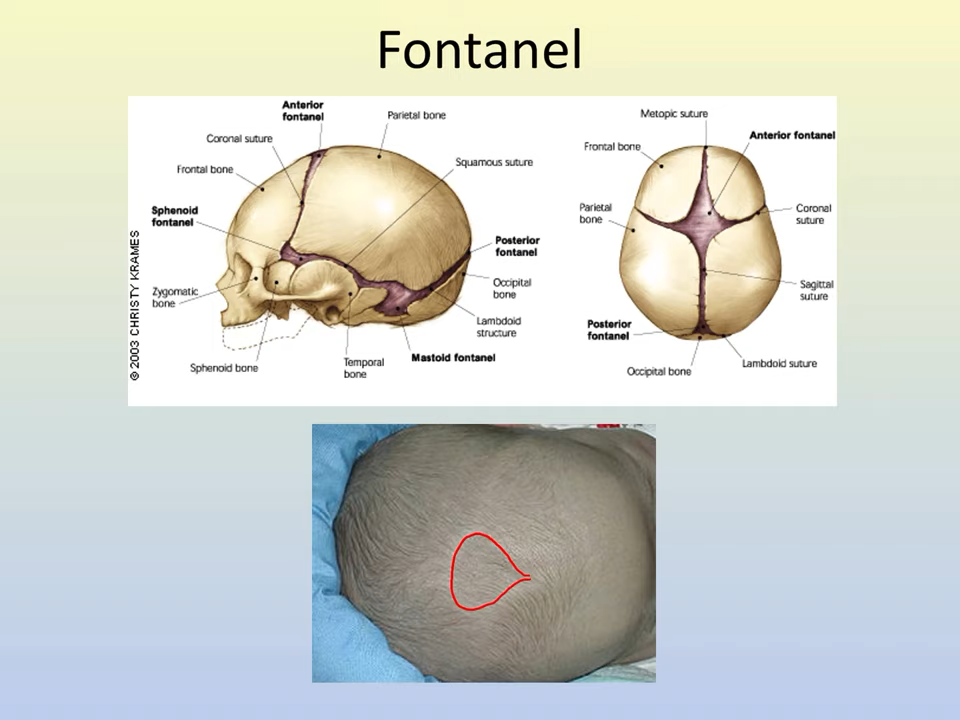 Fontanel
Anterior
fontanel
Parietal bone
Coronal suture
Squamous suture
Frontal bone
Sphenoid
fontanel
Posterior
fontanel
Zygomatic
bone
Occipital
bone
Lambdoid
structure
Sphenoid bone
Temporal
bone
Mastoid fontanel
© 2003 CHRISTY KRAMES
Metopic suture
Anterior fontanel
Frontal bone
Parietal
bone
Coronal
suture
Sagittal
suture
Posterior
fontanel
Lambdoid suture
Occipital bone